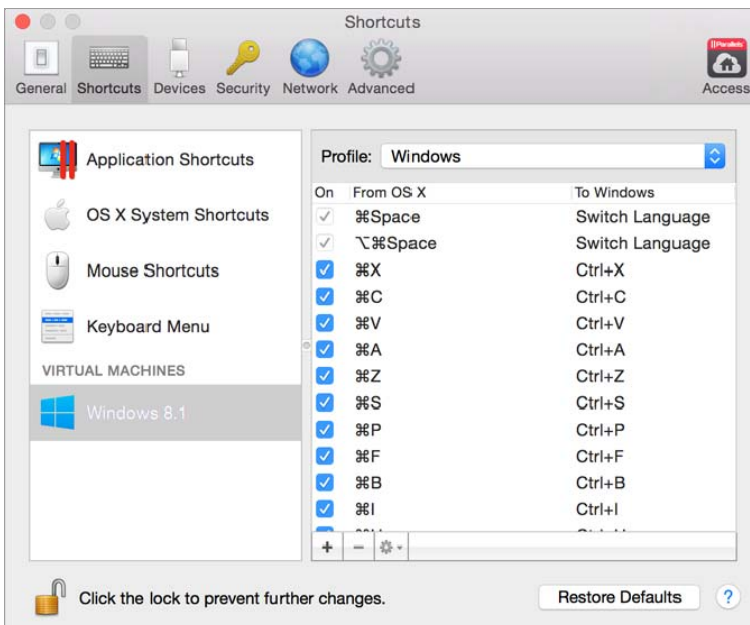 Shortcuts
General Shortcuts Devices Security Network Advanced Access
|| Parallels
Application Shortcuts
OS X System Shortcuts
Mouse Shortcuts
Keyboard Menu
VIRTUAL MACHINES
Windows 8.1
Profile: Windows
On From OS X To Windows
⌘Space Switch Language
⌥⌘Space Switch Language
⌘X Ctrl+X
⌘C Ctrl+C
⌘V Ctrl+V
⌘A Ctrl+A
⌘Z Ctrl+Z
⌘S Ctrl+S
⌘P Ctrl+P
⌘F Ctrl+F
⌘B Ctrl+B
⌘I Ctrl+I
+ −
Click the lock to prevent further changes.
Restore Defaults ?